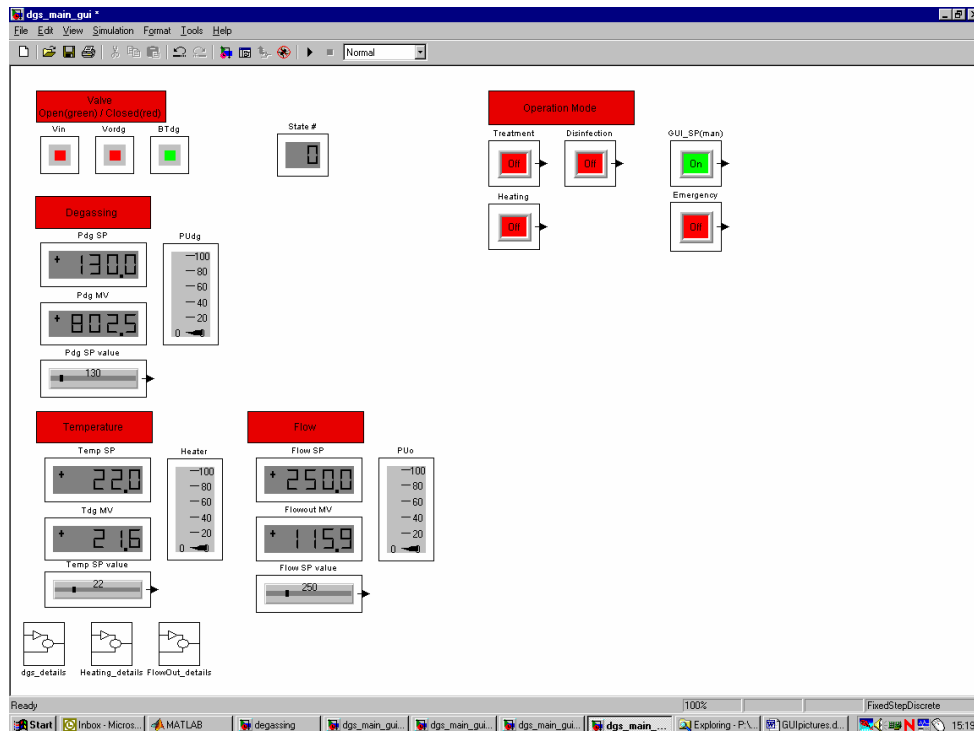 dgs_main_gui *
File Edit View Simulation Format Tools Help
Normal
Valve
Open(green) / Closed(red)
Vin Vordg BTdg
State #
0
Operation Mode
Treatment Disinfection GUI_SP(man)
Off Off On
Heating Emergency
Off Off
Degassing
Pdg SP PUdg
+ 130.0
100
80
60
40
20
0
Pdg MV
+ 802.5
Pdg SP value
130
Temperature Flow
Temp SP Heater Flow SP PUo
+ 22.0
100
80
60
40
20
0
+ 250.0
100
80
60
40
20
0
Tdg MV Flowout MV
+ 21.6 + 115.9
Temp SP value Flow SP value
22 250
dgs_details Heating_details FlowOut_details
Ready 100% FixedStepDiscrete
Start Inbox - Micros... MATLAB degassing dgs_main_gui... dgs_main_gui... dgs_main_gui... dgs_main_... Exploring - P:\... GUIpictures.d... 15:19